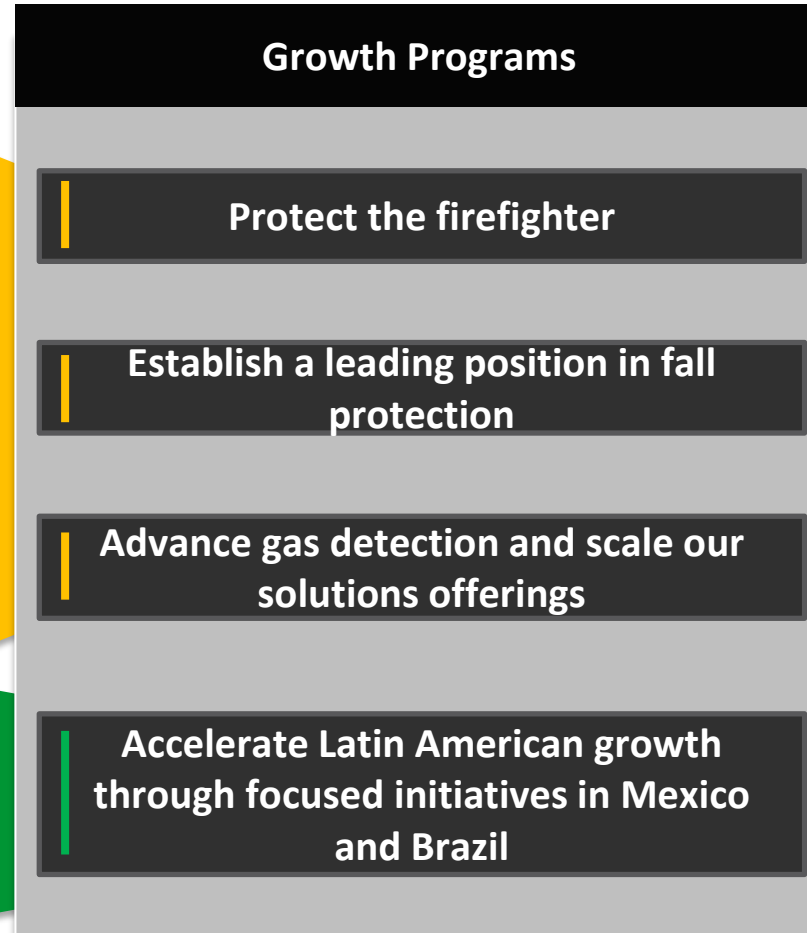 Growth Programs
Protect the firefighter
Establish a leading position in fall
protection
Advance gas detection and scale our
solutions offerings
Accelerate Latin American growth
through focused initiatives in Mexico
and Brazil